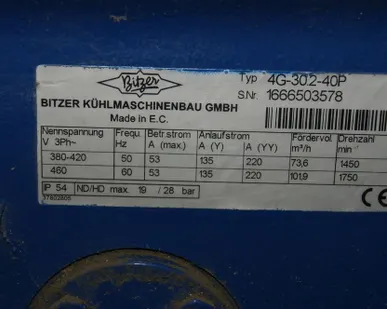 Bitzer
Typ 4G-30.2-40P
S.Nr. 1666503578
BITZER KÜHLMASCHINENBAU GMBH
Made in E.C.
Nennspannung V 3Ph~ Frequ. Hz Betr.strom A (max.) Anlaufstrom A (Y) A (YY) Fördervol. m³/h Drehzahl min⁻¹
380-420 50 53 135 220 73,6 1450
460 60 53 135 220 101,9 1750
IP 54 ND/HD max. 19 / 28 bar CE